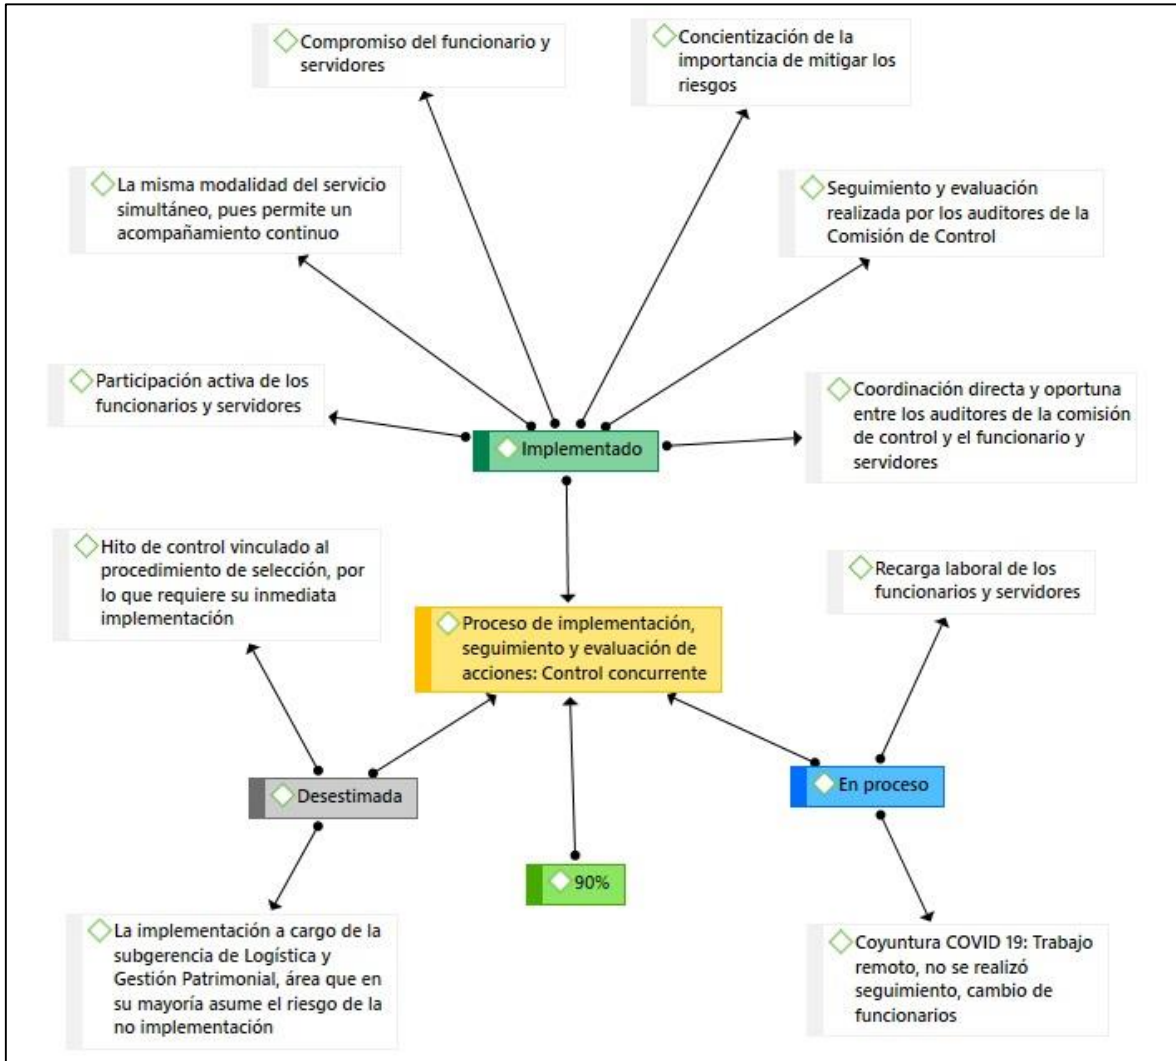 Compromiso del funcionario y
servidores
Concientización de la
importancia de mitigar los
riesgos
La misma modalidad del servicio
simultáneo, pues permite un
acompañamiento continuo
Seguimiento y evaluación
realizada por los auditores de la
Comisión de Control
Participación activa de los
funcionarios y servidores
Coordinación directa y oportuna
entre los auditores de la comisión
de control y el funcionario y
servidores
Implementado
Hito de control vinculado al
procedimiento de selección, por
lo que requiere su inmediata
implementación
Recarga laboral de los
funcionarios y servidores
Proceso de implementación,
seguimiento y evaluación de
acciones: Control concurrente
Desestimada
En proceso
90%
La implementación a cargo de la
subgerencia de Logística y
Gestión Patrimonial, área que en
su mayoría asume el riesgo de la
no implementación
Coyuntura COVID 19: Trabajo
remoto, no se realizó
seguimiento, cambio de
funcionarios